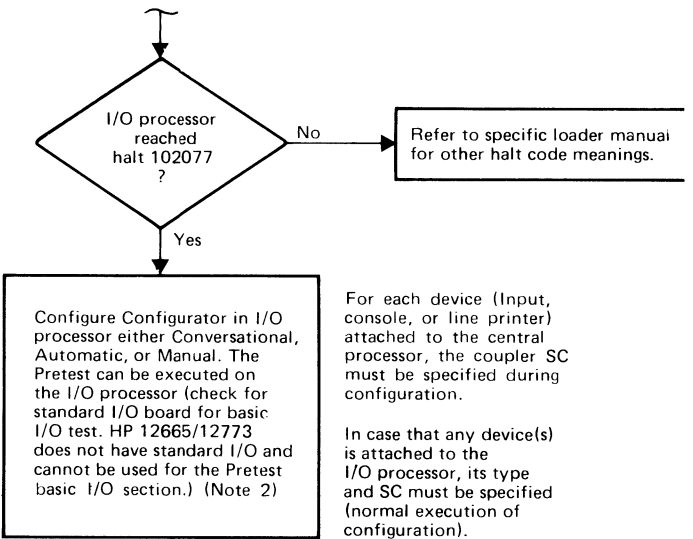 I/O processor
reached
halt 102077
?
No
Refer to specific loader manual
for other halt code meanings.
Yes
Configure Configurator in I/O
processor either Conversational,
Automatic, or Manual. The
Pretest can be executed on
the I/O processor (check for
standard I/O board for basic
I/O test. HP 12665/12773
does not have standard I/O and
cannot be used for the Pretest
basic I/O section.) (Note 2)
For each device (Input,
console, or line printer)
attached to the central
processor, the coupler SC
must be specified during
configuration.
In case that any device(s)
is attached to the
I/O processor, its type
and SC must be specified
(normal execution of
configuration).